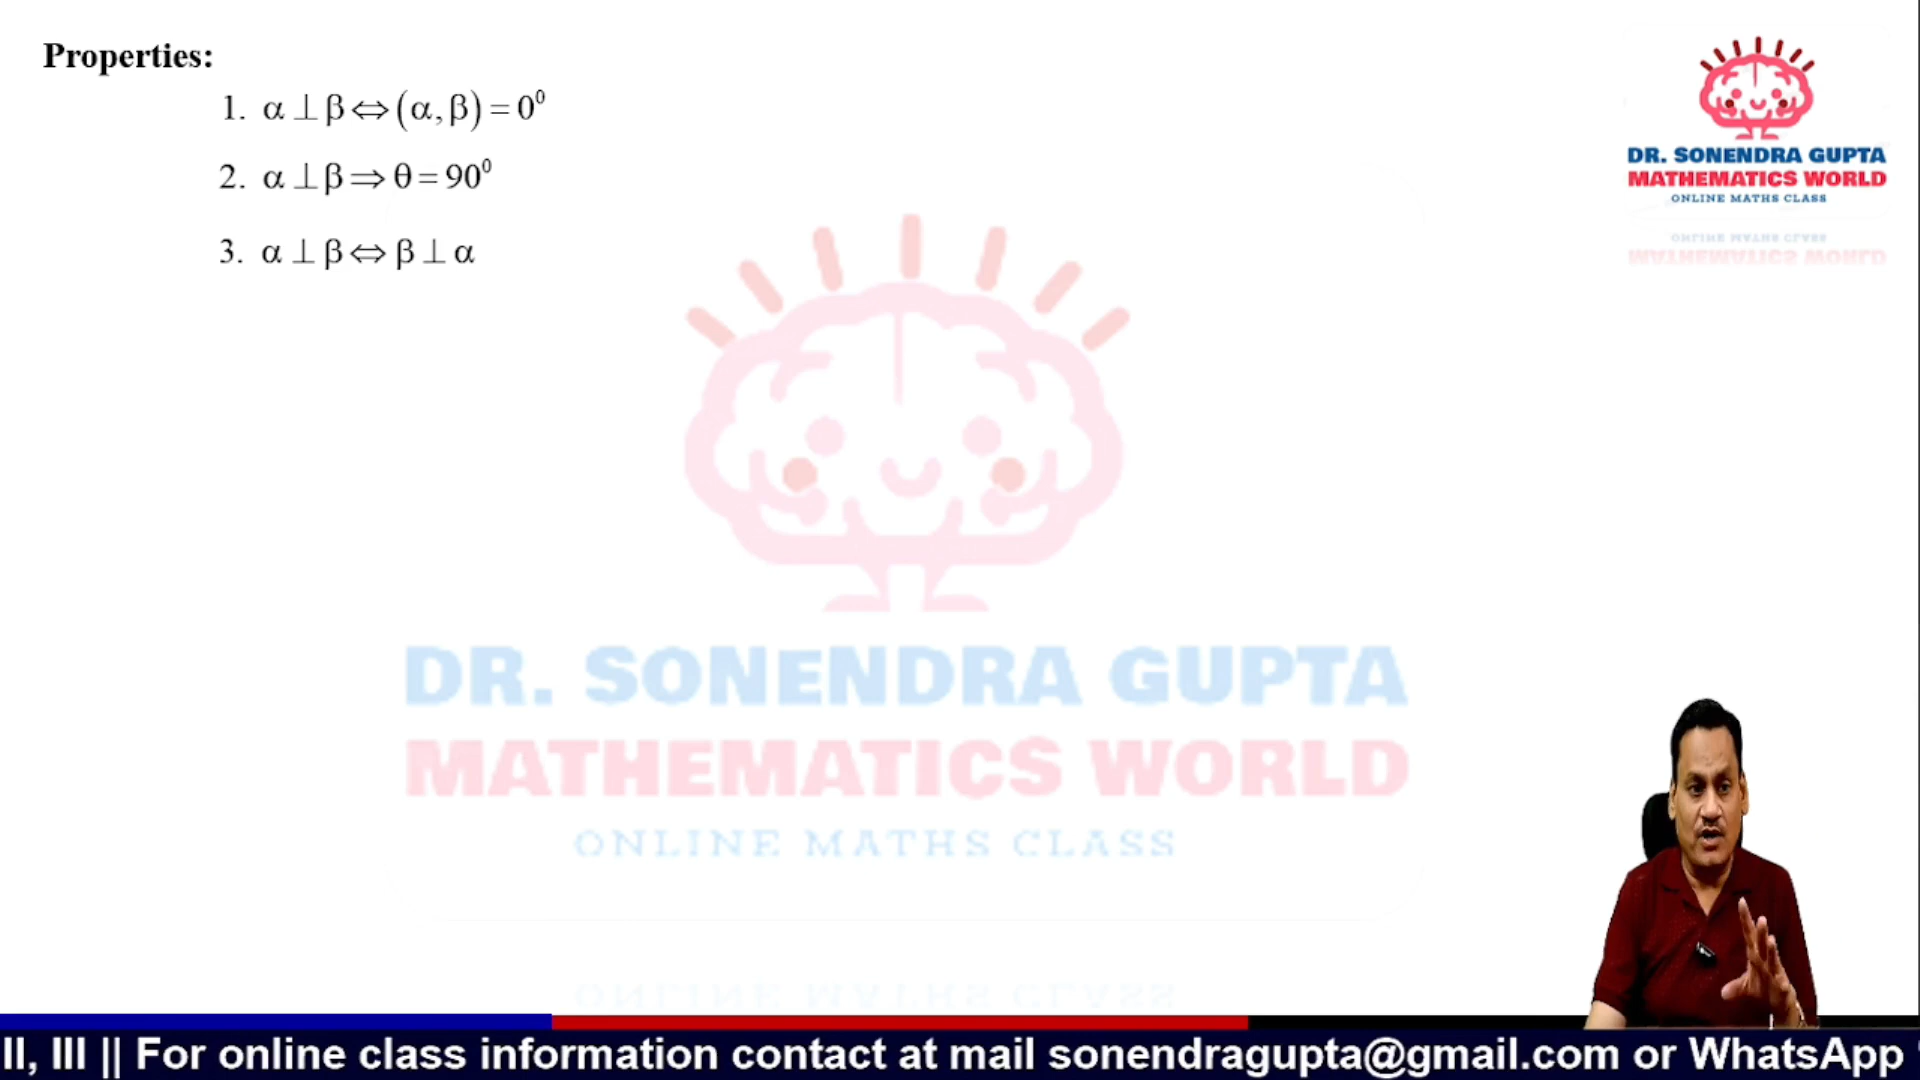 Properties:
1. α ⊥ β ⇔ (α, β) = 0⁰
2. α ⊥ β ⇒ θ = 90⁰
3. α ⊥ β ⇔ β ⊥ α
DR. SONENDRA GUPTA
MATHEMATICS WORLD
ONLINE MATHS CLASS
DR. SONENDRA GUPTA
MATHEMATICS WORLD
ONLINE MATHS CLASS
II, III || For online class information contact at mail sonendragupta@gmail.com or WhatsApp